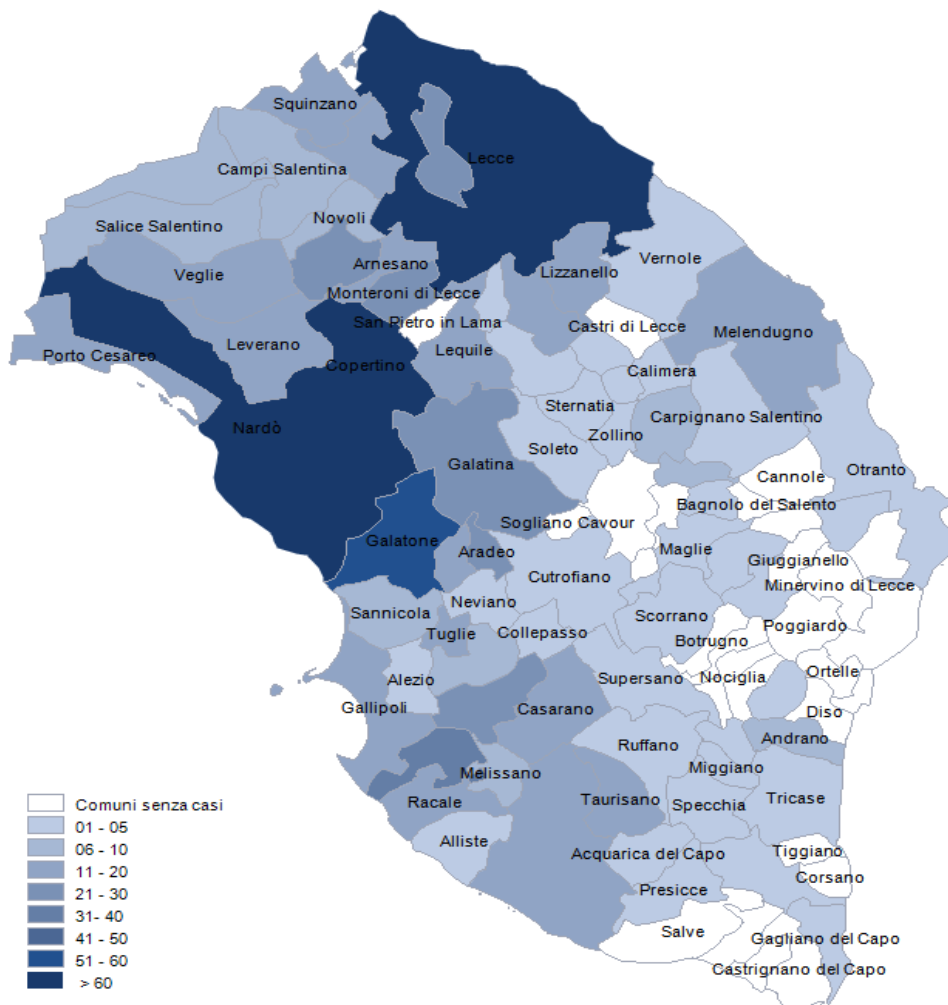 Squinzano
Lecce
Campi Salentina
Novoli
Salice Salentino
Arnesano
Vernole
Veglie
Lizzanello
Monteroni di Lecce
San Pietro in Lama
Castri di Lecce
Melendugno
Porto Cesareo
Leverano
Lequile
Copertino
Calimera
Sternatia
Carpignano Salentino
Nardò
Zollino
Soleto
Galatina
Otranto
Cannole
Bagnolo del Salento
Sogliano Cavour
Galatone
Aradeo
Maglie
Giuggianello
Cutrofiano
Minervino di Lecce
Neviano
Sannicola
Scorrano
Tuglie
Collepasso
Poggiardo
Botrugno
Alezio
Supersano
Nociglia
Ortelle
Gallipoli
Casarano
Diso
Andrano
Ruffano
Miggiano
Melissano
Racale
Taurisano
Specchia
Tricase
Alliste
Acquarica del Capo
Tiggiano
Corsano
Presicce
Salve
Gagliano del Capo
Castrignano del Capo
Comuni senza casi
01 - 05
06 - 10
11 - 20
21 - 30
31- 40
41 - 50
51 - 60
> 60